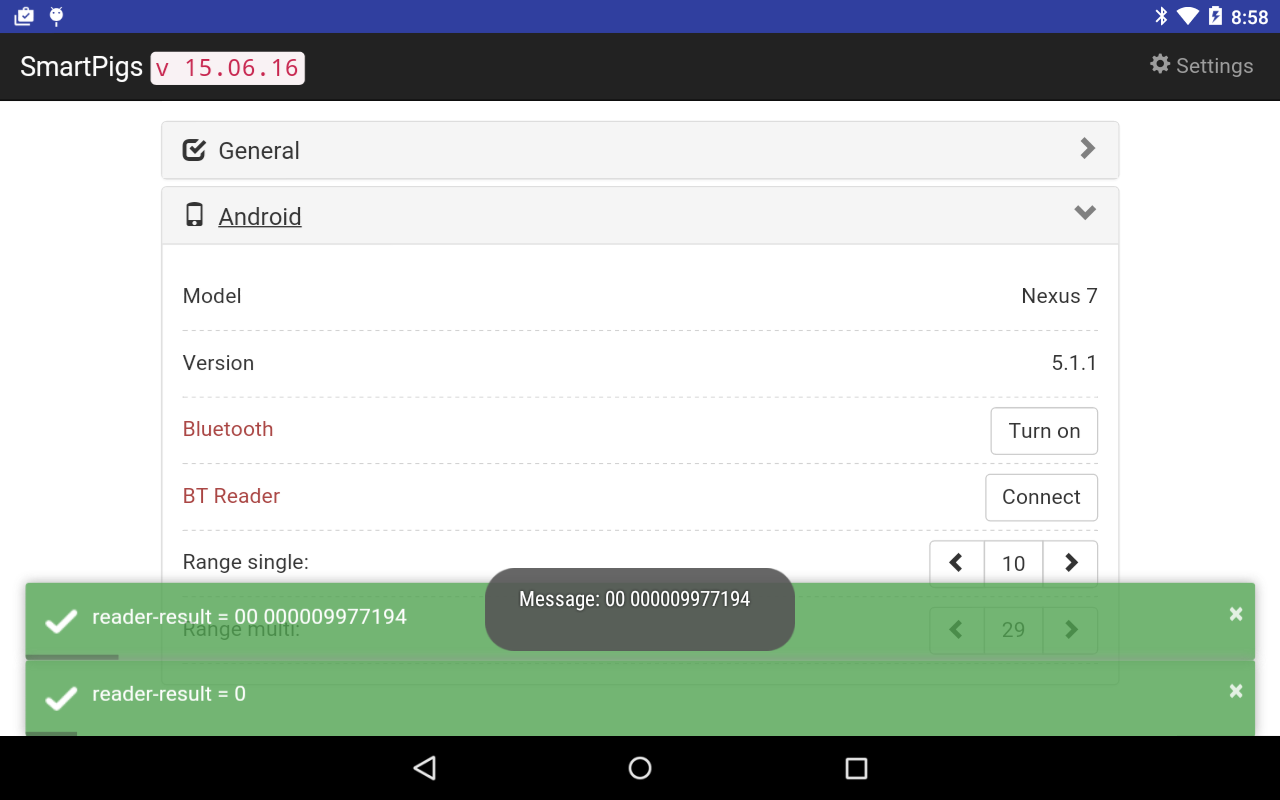 8:58
SmartPigs v 15.06.16
Settings
General
Android
Model Nexus 7
Version 5.1.1
Bluetooth Turn on
BT Reader Connect
Range single: 10
Message: 00 000009977194
reader-result = 00 000009977194 ×
Range multi: 29
reader-result = 0 ×